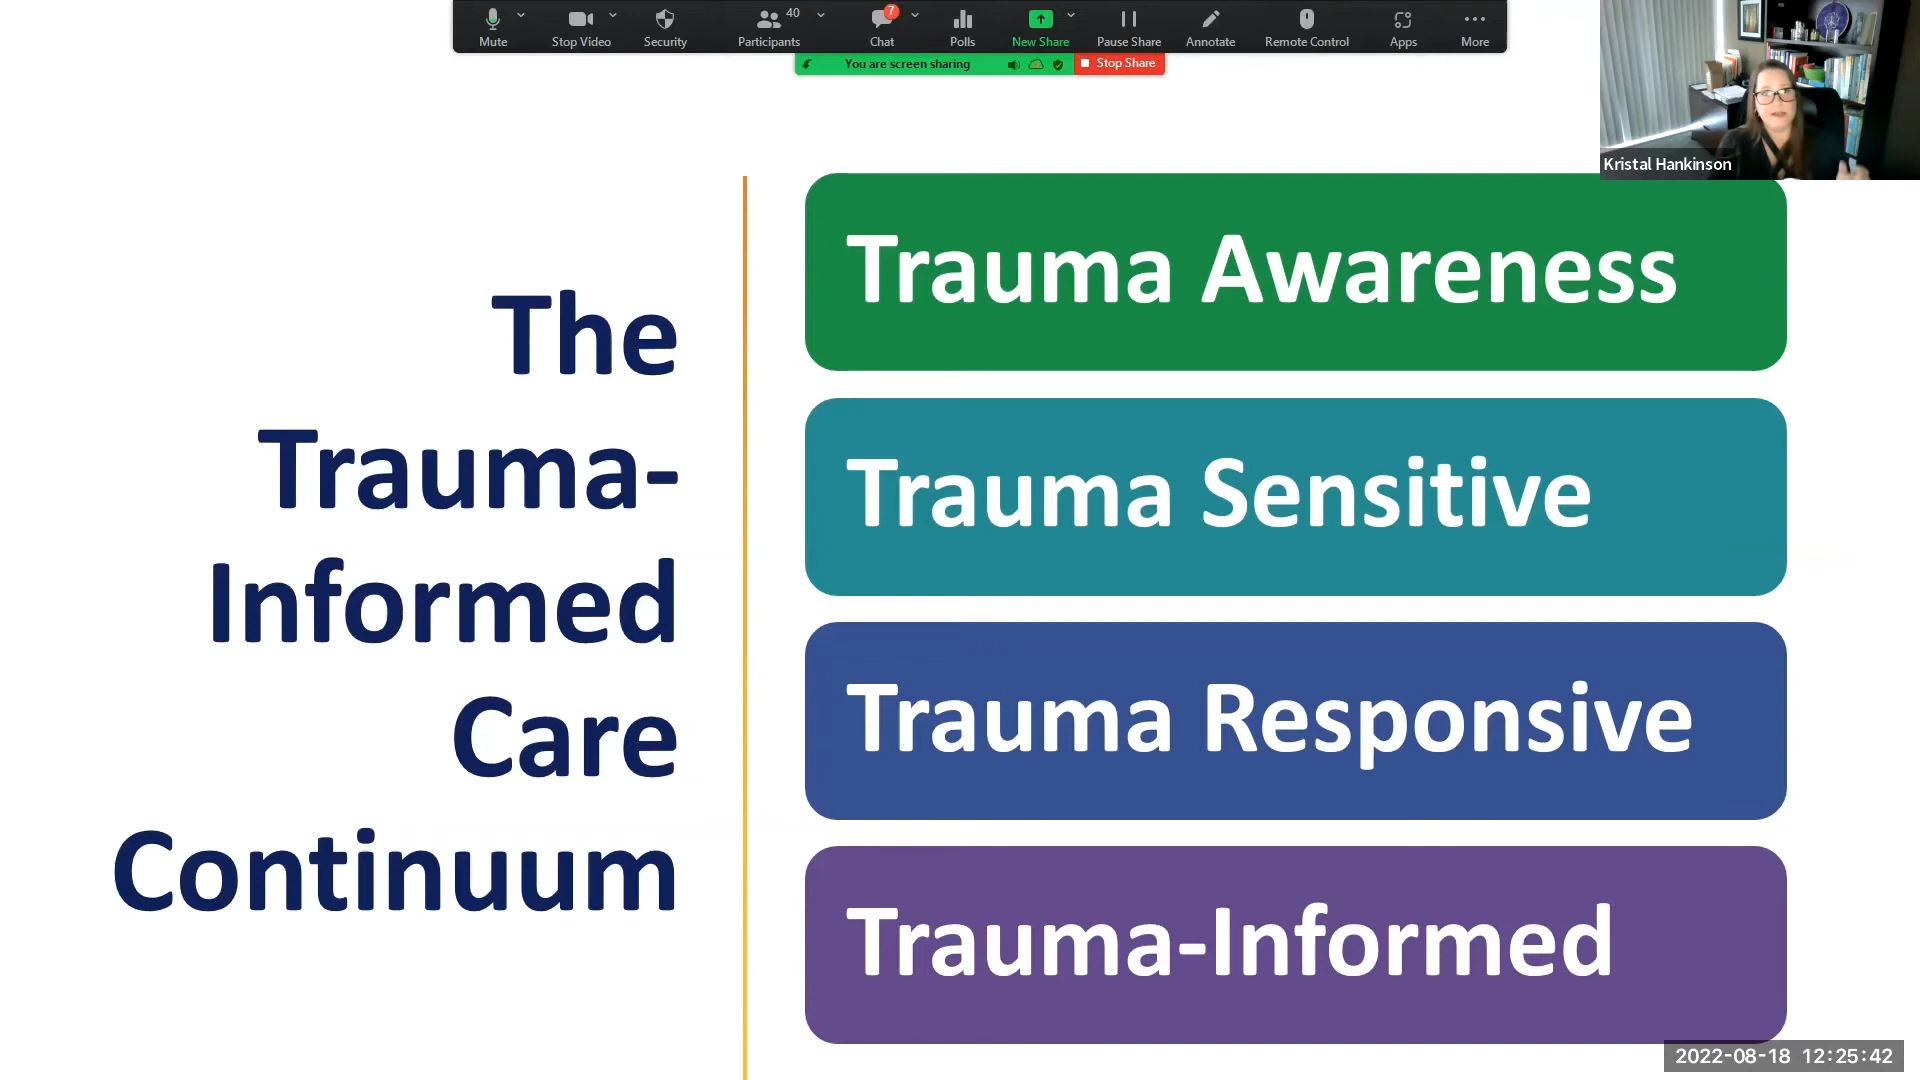 40
7
Mute
Stop Video
Security
Participants
Chat
Polls
New Share
Pause Share
Annotate
Remote Control
Apps
More
You are screen sharing
Stop Share
Kristal Hankinson
The
Trauma-
Informed
Care
Continuum
Trauma Awareness
Trauma Sensitive
Trauma Responsive
Trauma-Informed
2022-08-18 12:25:42